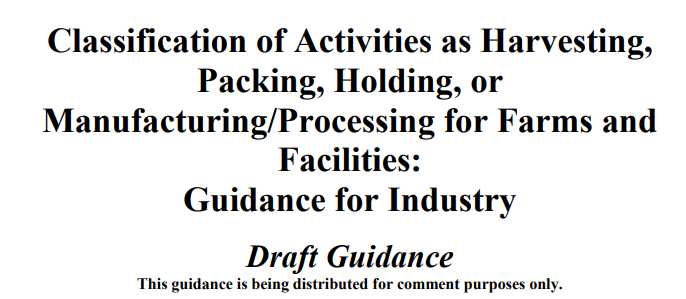 Classification of Activities as Harvesting,
Packing, Holding, or
Manufacturing/Processing for Farms and
Facilities:
Guidance for Industry
Draft Guidance
This guidance is being distributed for comment purposes only.